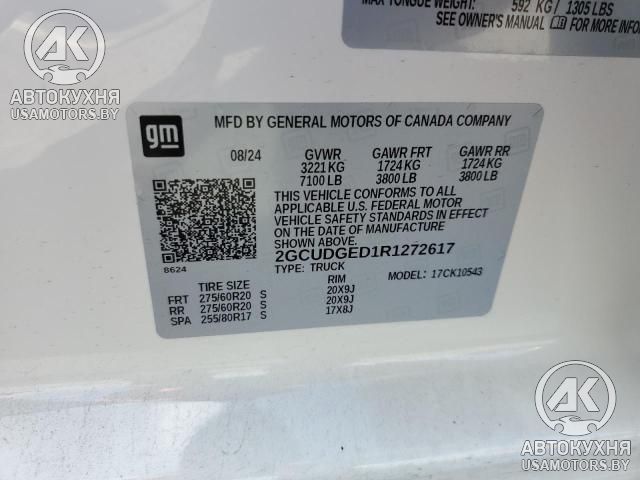 MAX TONGUE WEIGHT: 592 KG / 1305 LBS
SEE OWNER'S MANUAL FOR MORE INFO
AK
АВТОКУХНЯ
USAMOTORS.BY
gm
MFD BY GENERAL MOTORS OF CANADA COMPANY
08/24 GVWR GAWR FRT GAWR RR
3221 KG 1724 KG 1724 KG
7100 LB 3800 LB 3800 LB
THIS VEHICLE CONFORMS TO ALL
APPLICABLE U.S. FEDERAL MOTOR
VEHICLE SAFETY STANDARDS IN EFFECT
ON THE DATE OF MANUFACTURE
SHOWN ABOVE.
8624
2GCUDGED1R1272617
TYPE: TRUCK MODEL: 17CK10543
TIRE SIZE RIM
FRT 275/60R20 S 20X9J
RR 275/60R20 S 20X9J
SPA 255/80R17 S 17X8J
AK
АВТОКУХНЯ
USAMOTORS.BY